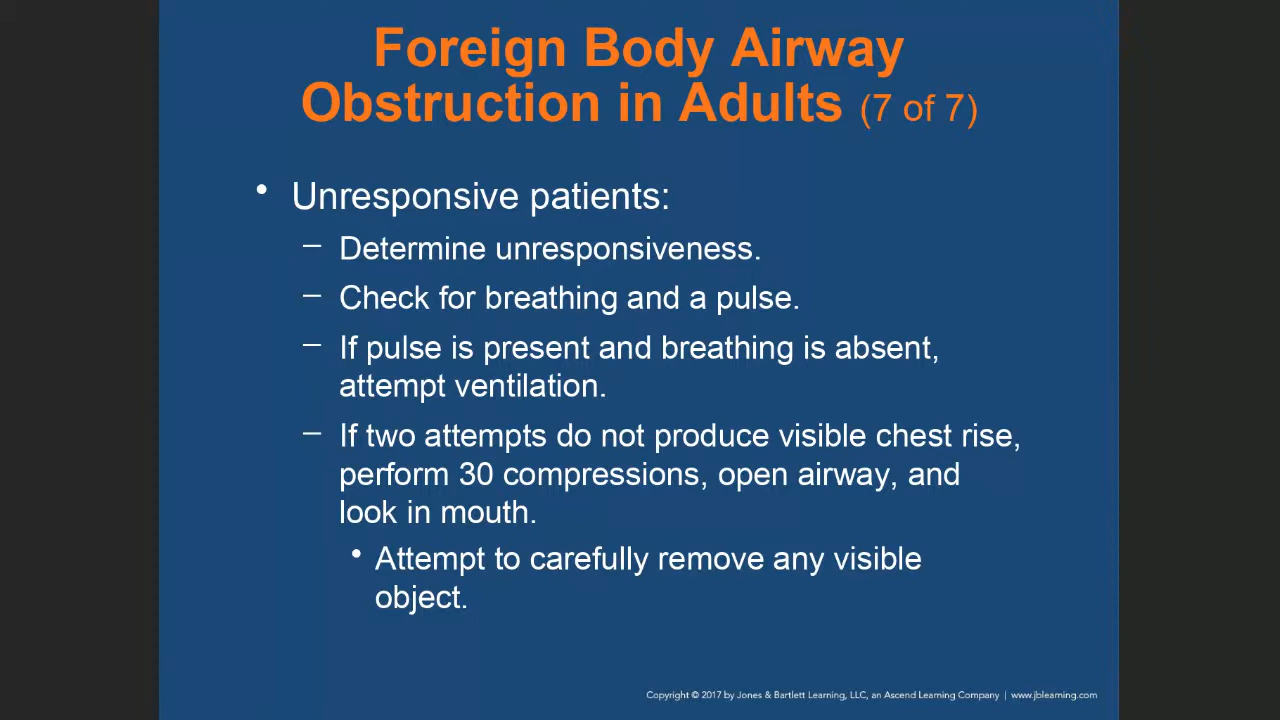 Foreign Body Airway
Obstruction in Adults (7 of 7)
• Unresponsive patients:
– Determine unresponsiveness.
– Check for breathing and a pulse.
– If pulse is present and breathing is absent,
attempt ventilation.
– If two attempts do not produce visible chest rise,
perform 30 compressions, open airway, and
look in mouth.
• Attempt to carefully remove any visible
object.
Copyright © 2017 by Jones & Bartlett Learning, LLC, an Ascend Learning Company | www.jblearning.com